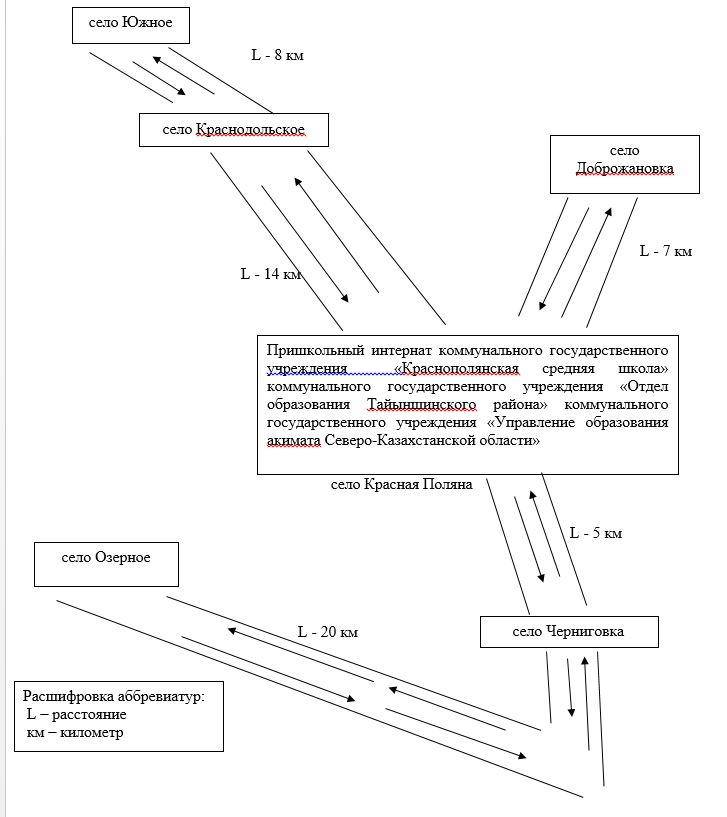 село Южное
L - 8 км
село Краснодольское
село
Доброжановка
L - 7 км
L - 14 км
Пришкольный интернат коммунального государственного
учреждения «Краснополянская средняя школа»
коммунального государственного учреждения «Отдел
образования Тайыншинского района» коммунального
государственного учреждения «Управление образования
акимата Северо-Казахстанской области»
село Красная Поляна
L - 5 км
село Озерное
село Черниговка
L - 20 км
Расшифровка аббревиатур:
L – расстояние
км – километр